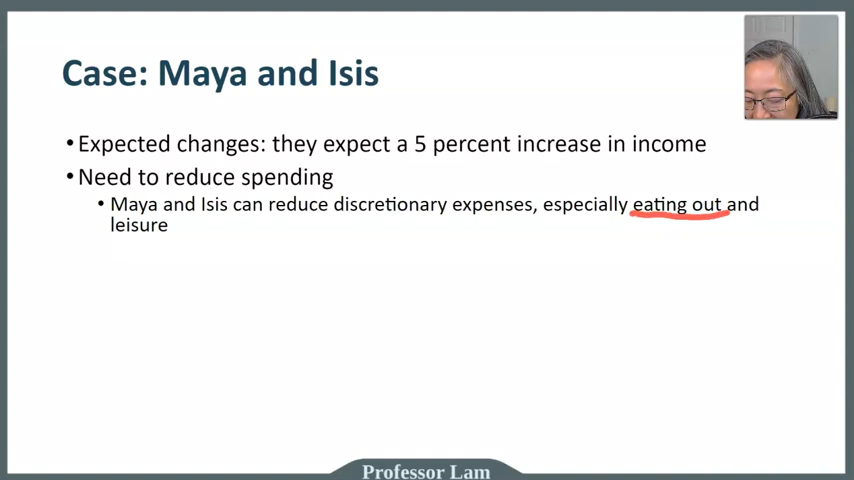 Case: Maya and Isis
• Expected changes: they expect a 5 percent increase in income
• Need to reduce spending
• Maya and Isis can reduce discretionary expenses, especially eating out and
leisure
Professor Lam